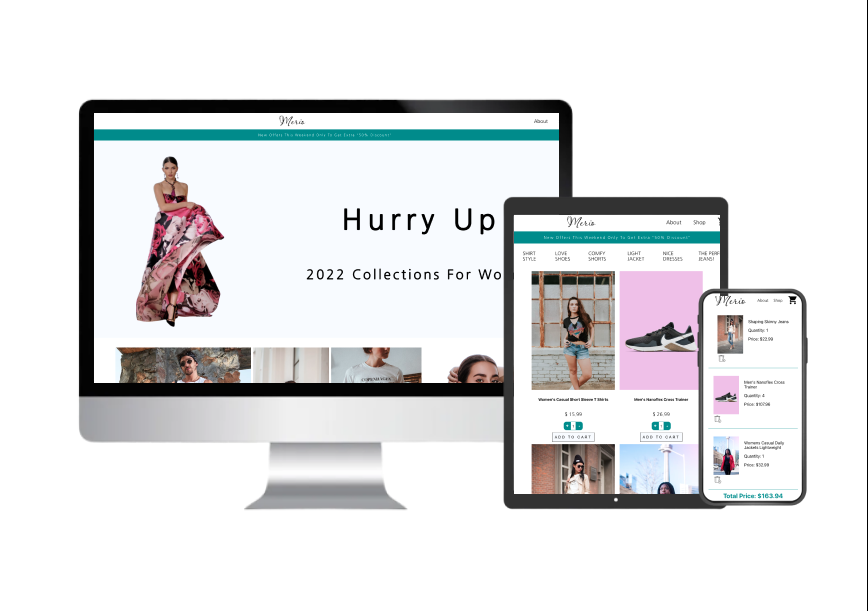 Merio
About
New Offers This Weekend Only To Get Extra "50% Discount"
Hurry Up
2022 Collections For Wo
Merio
About Shop
New Offers This Weekend Only To Get Extra "50% Discount"
SHIRT STYLE
LOVE SHOES
COMFY SHORTS
LIGHT JACKET
NICE DRESSES
THE PERF JEANS!
Women's Casual Short Sleeve T Shirts
$ 15.99
+ -
ADD TO CART
Men's Nanoflex Cross Trainer
$ 26.99
+ -
ADD TO CART
Merio
About Shop
Shaping Skinny Jeans
Quantity: 1
Price: $22.99
Men's Nanoflex Cross
Trainer
Quantity: 4
Price: $107.96
Womens Casual Daily
Jackets Lightweight
Quantity: 1
Price: $32.99
Total Price: $163.94